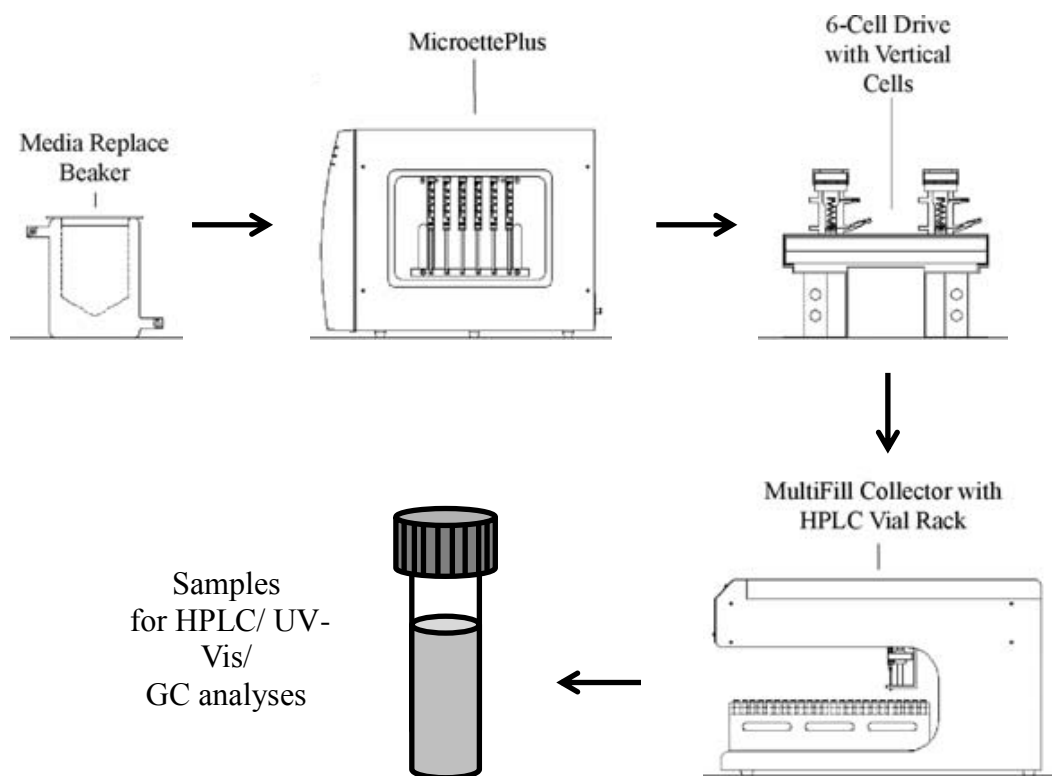 Media Replace
Beaker
MicroettePlus
6-Cell Drive
with Vertical
Cells
MultiFill Collector with
HPLC Vial Rack
Samples
for HPLC/ UV-
Vis/
GC analyses